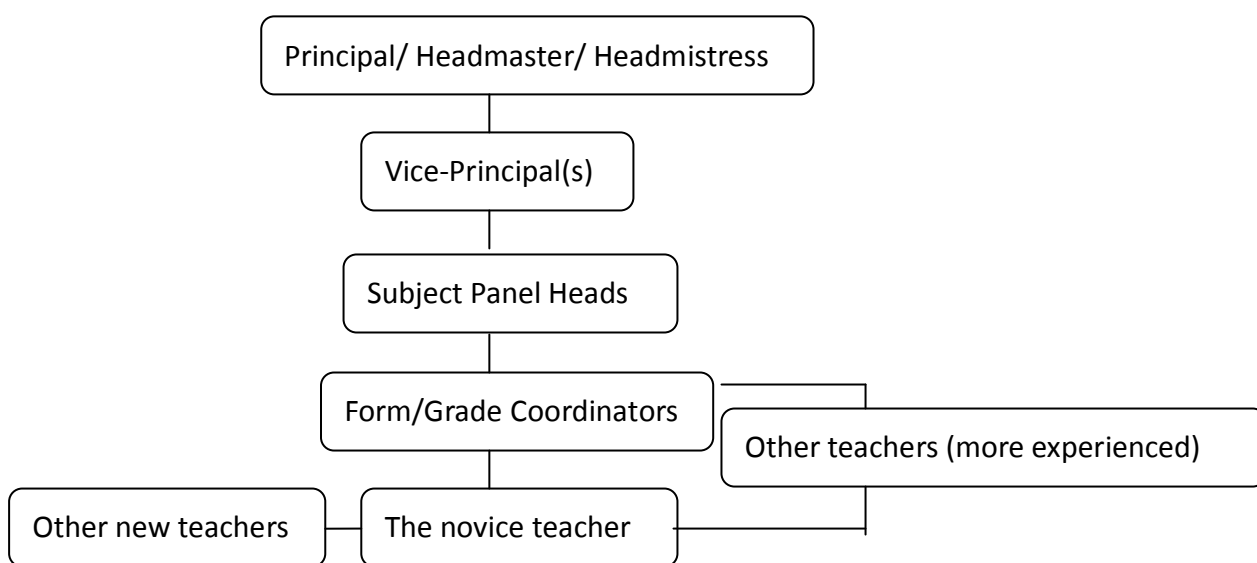 Principal/ Headmaster/ Headmistress
Vice-Principal(s)
Subject Panel Heads
Form/Grade Coordinators
Other teachers (more experienced)
Other new teachers
The novice teacher